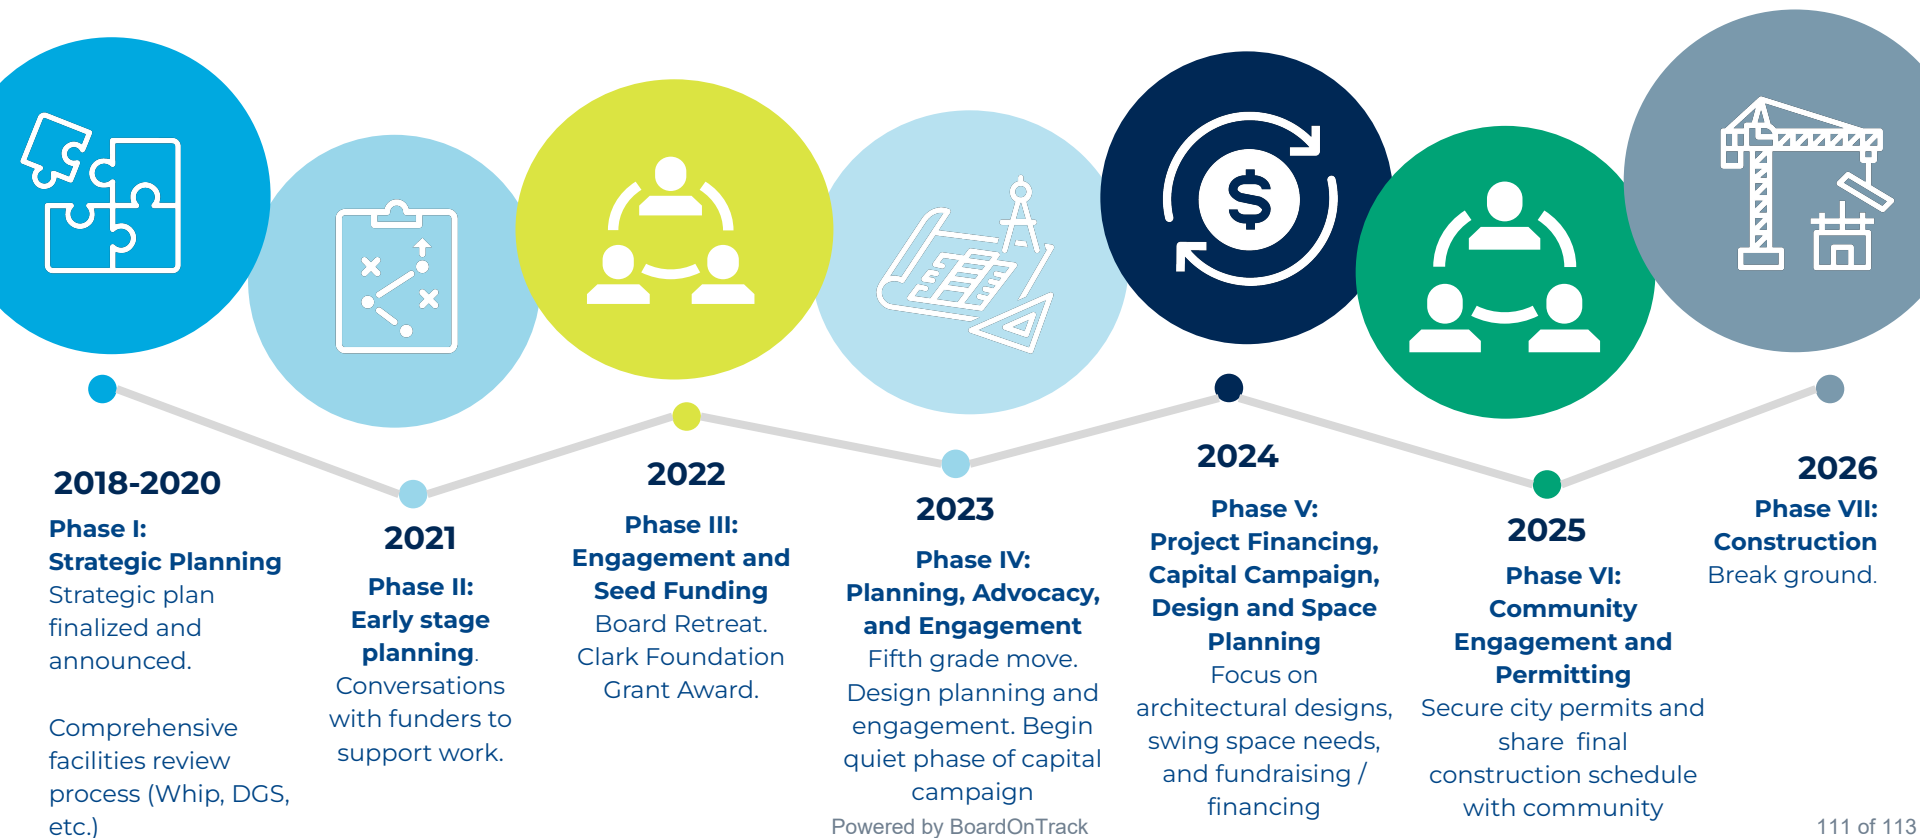 2018-2020
Phase I:
Strategic Planning
Strategic plan
finalized and
announced.
Comprehensive
facilities review
process (Whip, DGS,
etc.)
2021
Phase II:
Early stage
planning.
Conversations
with funders to
support work.
2022
Phase III:
Engagement and
Seed Funding
Board Retreat.
Clark Foundation
Grant Award.
2023
Phase IV:
Planning, Advocacy,
and Engagement
Fifth grade move.
Design planning and
engagement. Begin
quiet phase of capital
campaign
$
2024
Phase V:
Project Financing,
Capital Campaign,
Design and Space
Planning
Focus on
architectural designs,
swing space needs,
and fundraising /
financing
2025
Phase VI:
Community
Engagement and
Permitting
Secure city permits and
share final
construction schedule
with community
2026
Phase VII:
Construction
Break ground.
Powered by BoardOnTrack
111 of 113